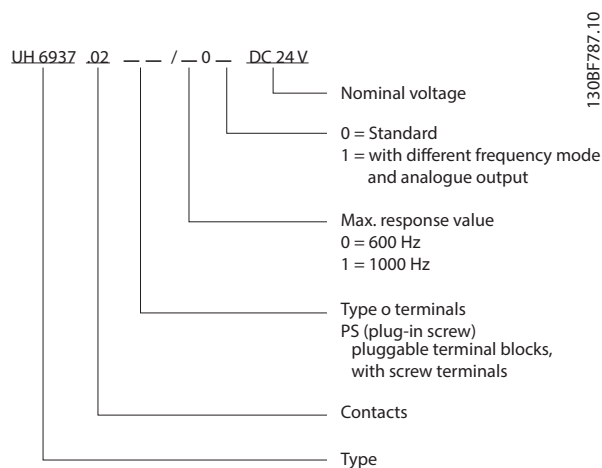 130BF787.10
UH 6937 .02 _ _ / _ 0 _ DC 24 V
Nominal voltage
0 = Standard
1 = with different frequency mode
and analogue output
Max. response value
0 = 600 Hz
1 = 1000 Hz
Type o terminals
PS (plug-in screw)
pluggable terminal blocks,
with screw terminals
Contacts
Type